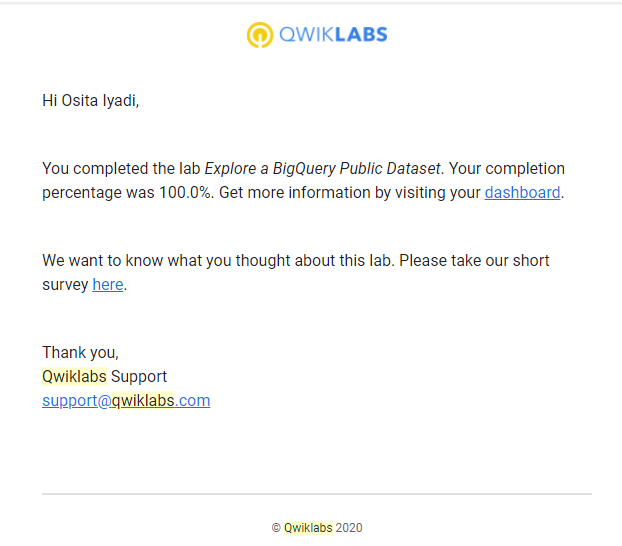 QWIKLABS
Hi Osita Iyadi,
You completed the lab Explore a BigQuery Public Dataset. Your completion
percentage was 100.0%. Get more information by visiting your dashboard.
We want to know what you thought about this lab. Please take our short
survey here.
Thank you,
Qwiklabs Support
support@qwiklabs.com
© Qwiklabs 2020